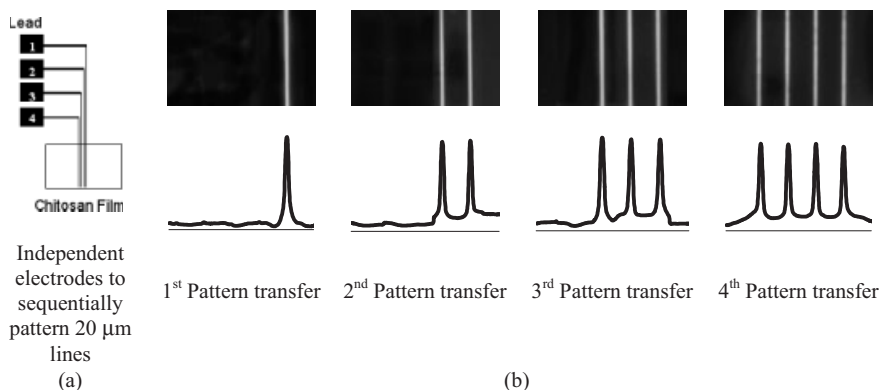 Lead
1
2
3
4
Chitosan Film
Independent
electrodes to
sequentially
pattern 20 μm
lines
(a)
1st Pattern transfer
2nd Pattern transfer
3rd Pattern transfer
4th Pattern transfer
(b)